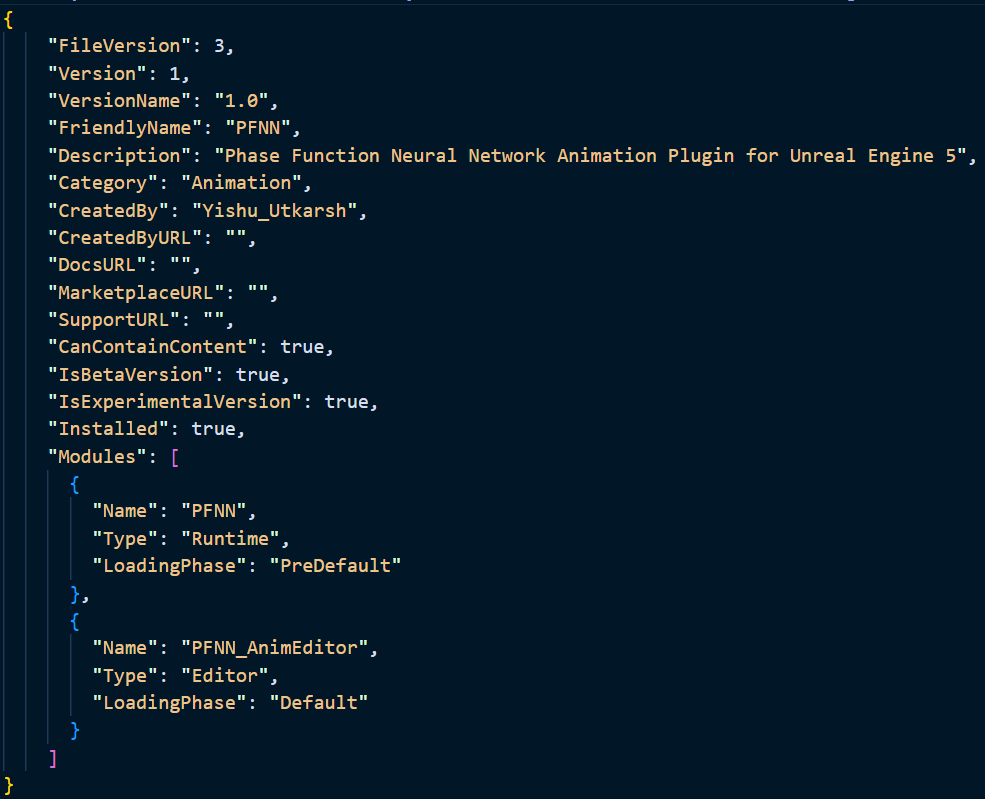 {
"FileVersion": 3,
"Version": 1,
"VersionName": "1.0",
"FriendlyName": "PFNN",
"Description": "Phase Function Neural Network Animation Plugin for Unreal Engine 5",
"Category": "Animation",
"CreatedBy": "Yishu_Utkarsh",
"CreatedByURL": "",
"DocsURL": "",
"MarketplaceURL": "",
"SupportURL": "",
"CanContainContent": true,
"IsBetaVersion": true,
"IsExperimentalVersion": true,
"Installed": true,
"Modules": [
{
"Name": "PFNN",
"Type": "Runtime",
"LoadingPhase": "PreDefault"
},
{
"Name": "PFNN_AnimEditor",
"Type": "Editor",
"LoadingPhase": "Default"
}
]
}